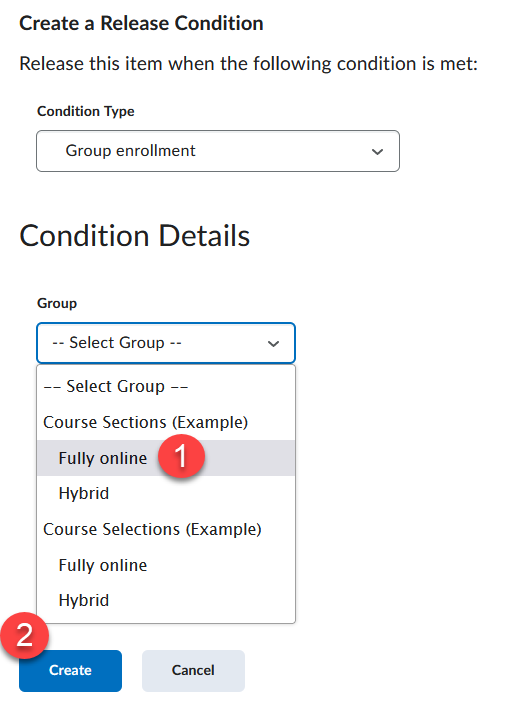 Create a Release Condition
Release this item when the following condition is met:
Condition Type
Group enrollment
Condition Details
Group
-- Select Group --
-- Select Group --
Course Sections (Example)
Fully online 1
Hybrid
Course Selections (Example)
Fully online
Hybrid
2
Create Cancel